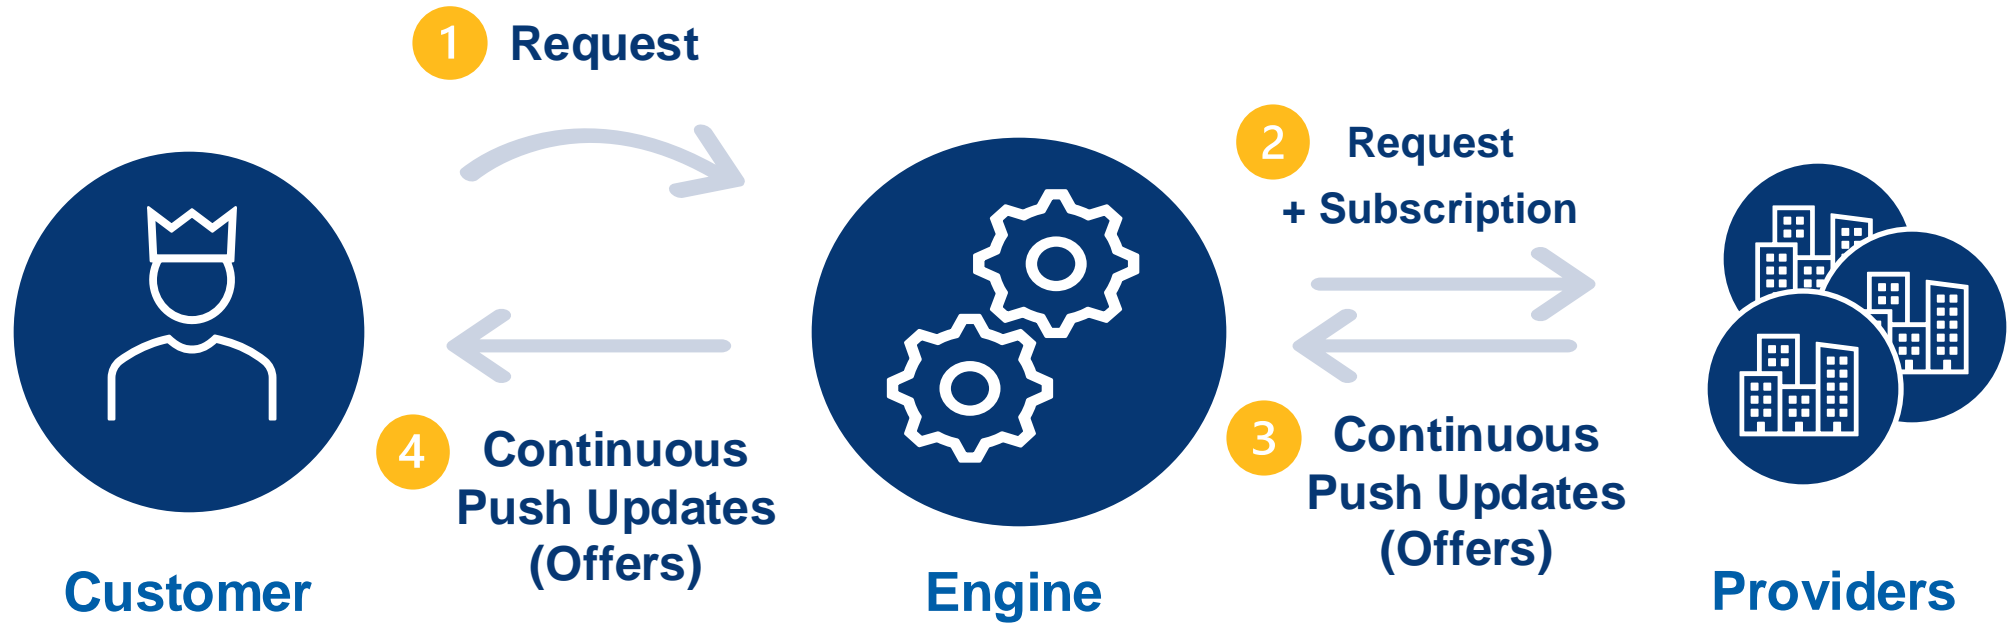 1 Request
2 Request
+ Subscription
3 Continuous
Push Updates
(Offers)
4 Continuous
Push Updates
(Offers)
Customer
Engine
Providers